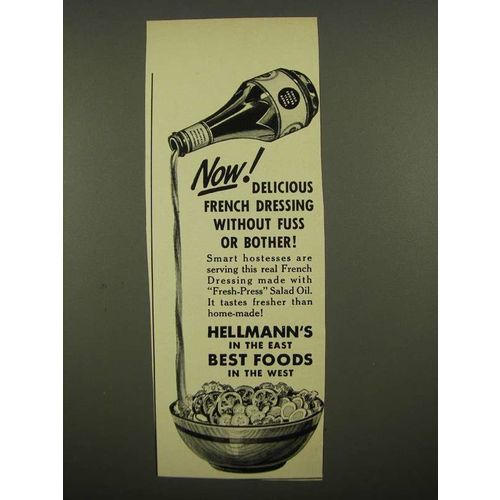 Now!
DELICIOUS
FRENCH DRESSING
WITHOUT FUSS
OR BOTHER!
Smart hostesses are
serving this real French
Dressing made with
"Fresh-Press" Salad Oil.
It tastes fresher than
home-made!
HELLMANN'S
IN THE EAST
BEST FOODS
IN THE WEST